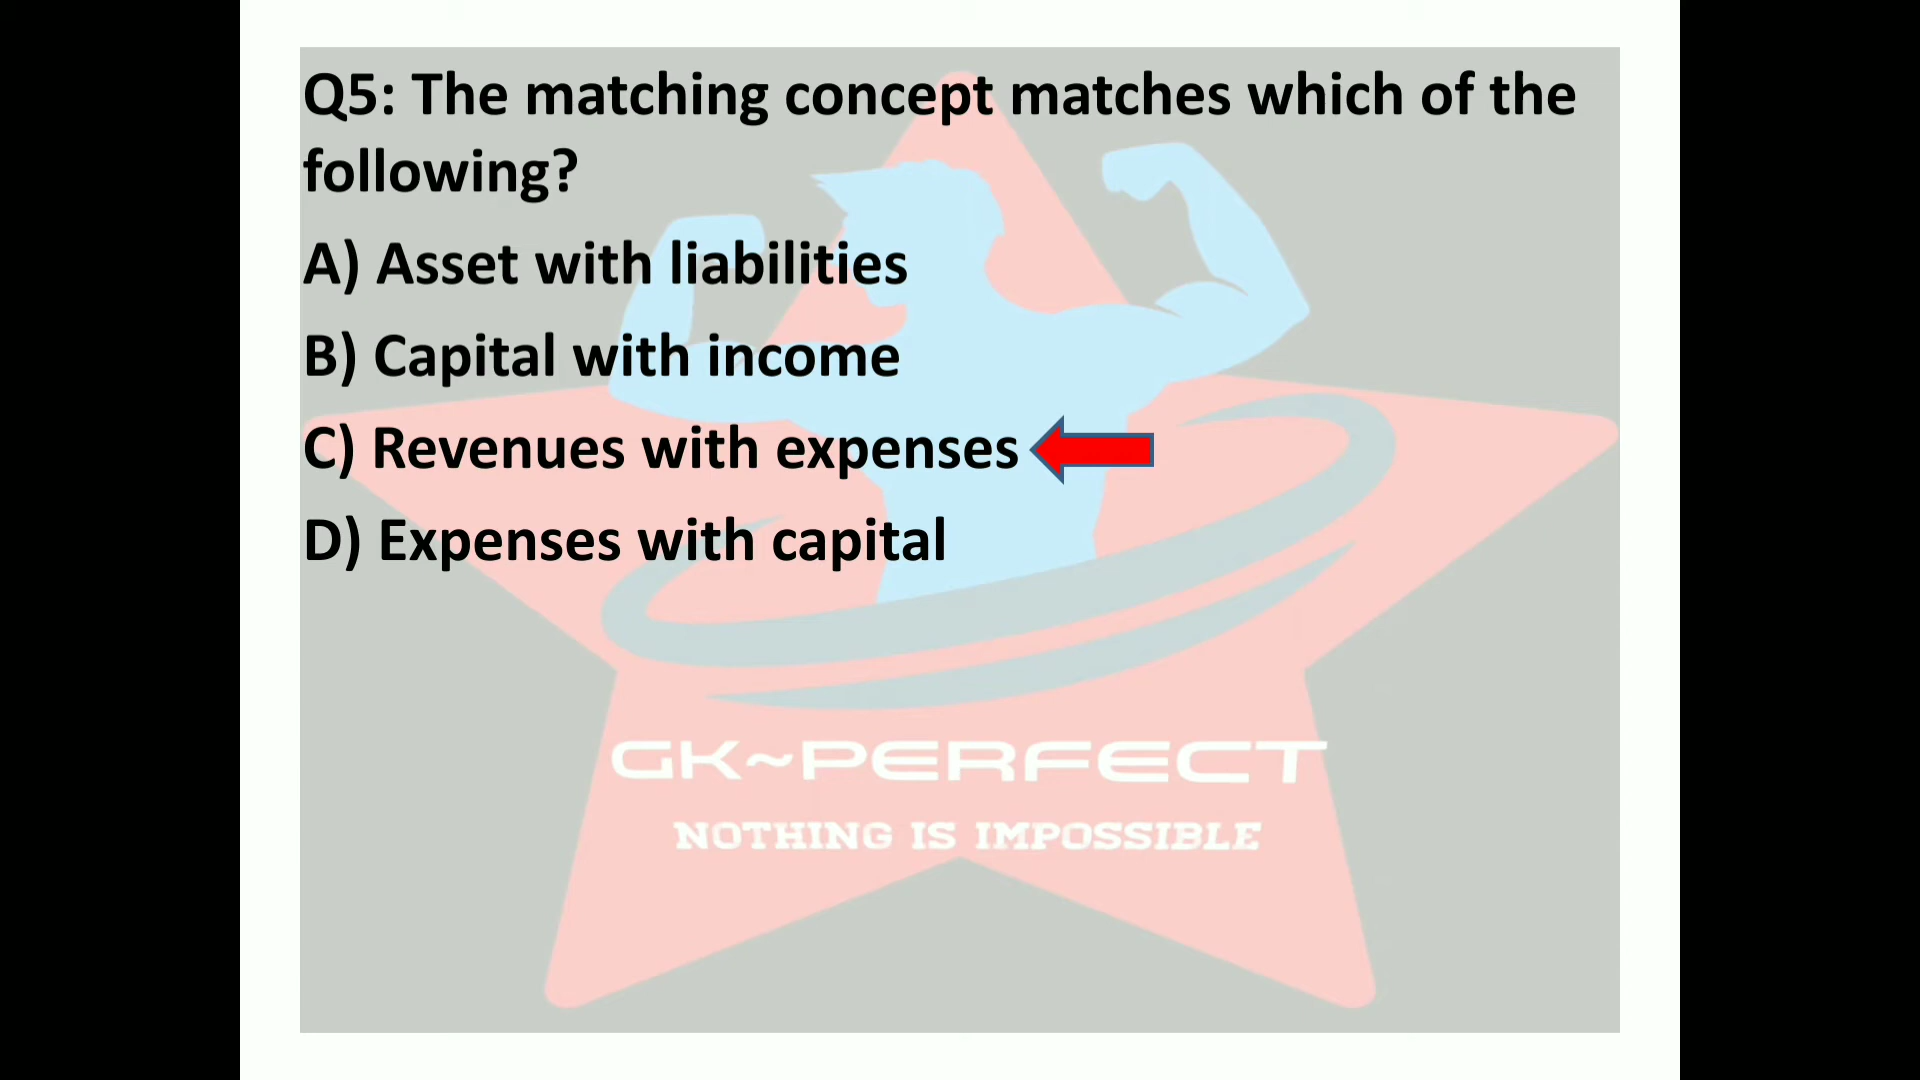 Q5: The matching concept matches which of the
following?
A) Asset with liabilities
B) Capital with income
C) Revenues with expenses
D) Expenses with capital
GK~PERFECT
NOTHING IS IMPOSSIBLE